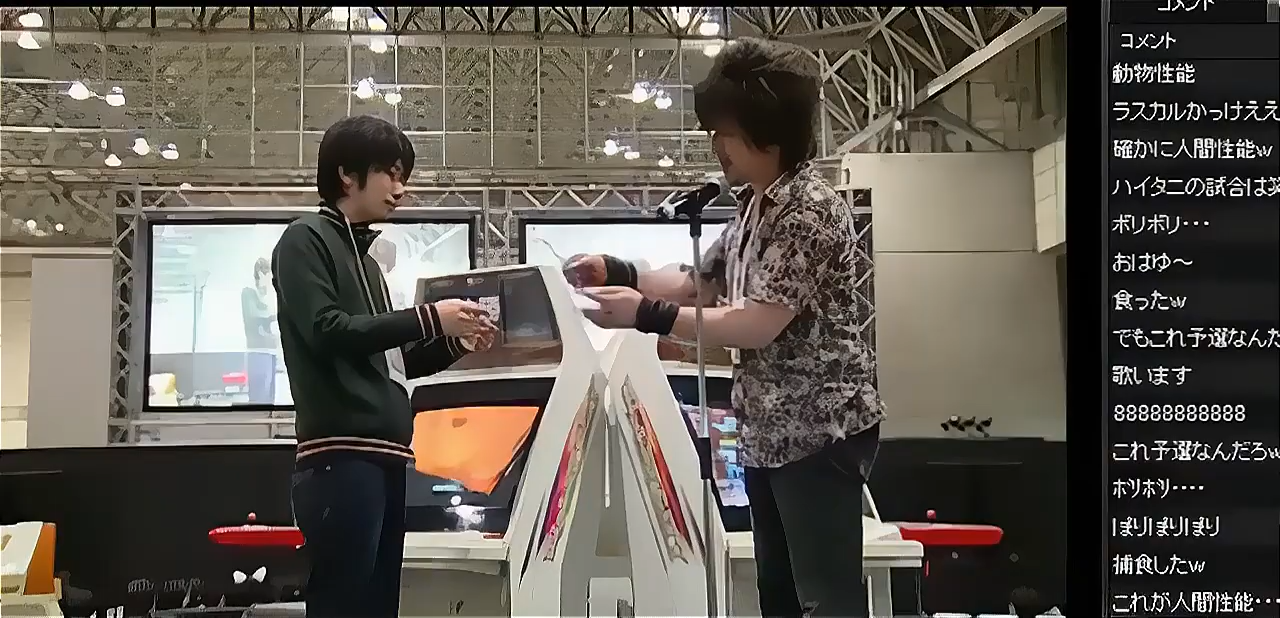 コメント
コメント
動物性能
ラスカルかっけええ
確かに人間性能w
ハイタニの試合は笑
ボリボリ・・・
おはゆ～
食ったw
でもこれ予選なんだ
歌います
88888888888
これ予選なんだろw
ホリホリ・・・・
ぽりぽりぽり
捕食したw
これが人間性能・・・